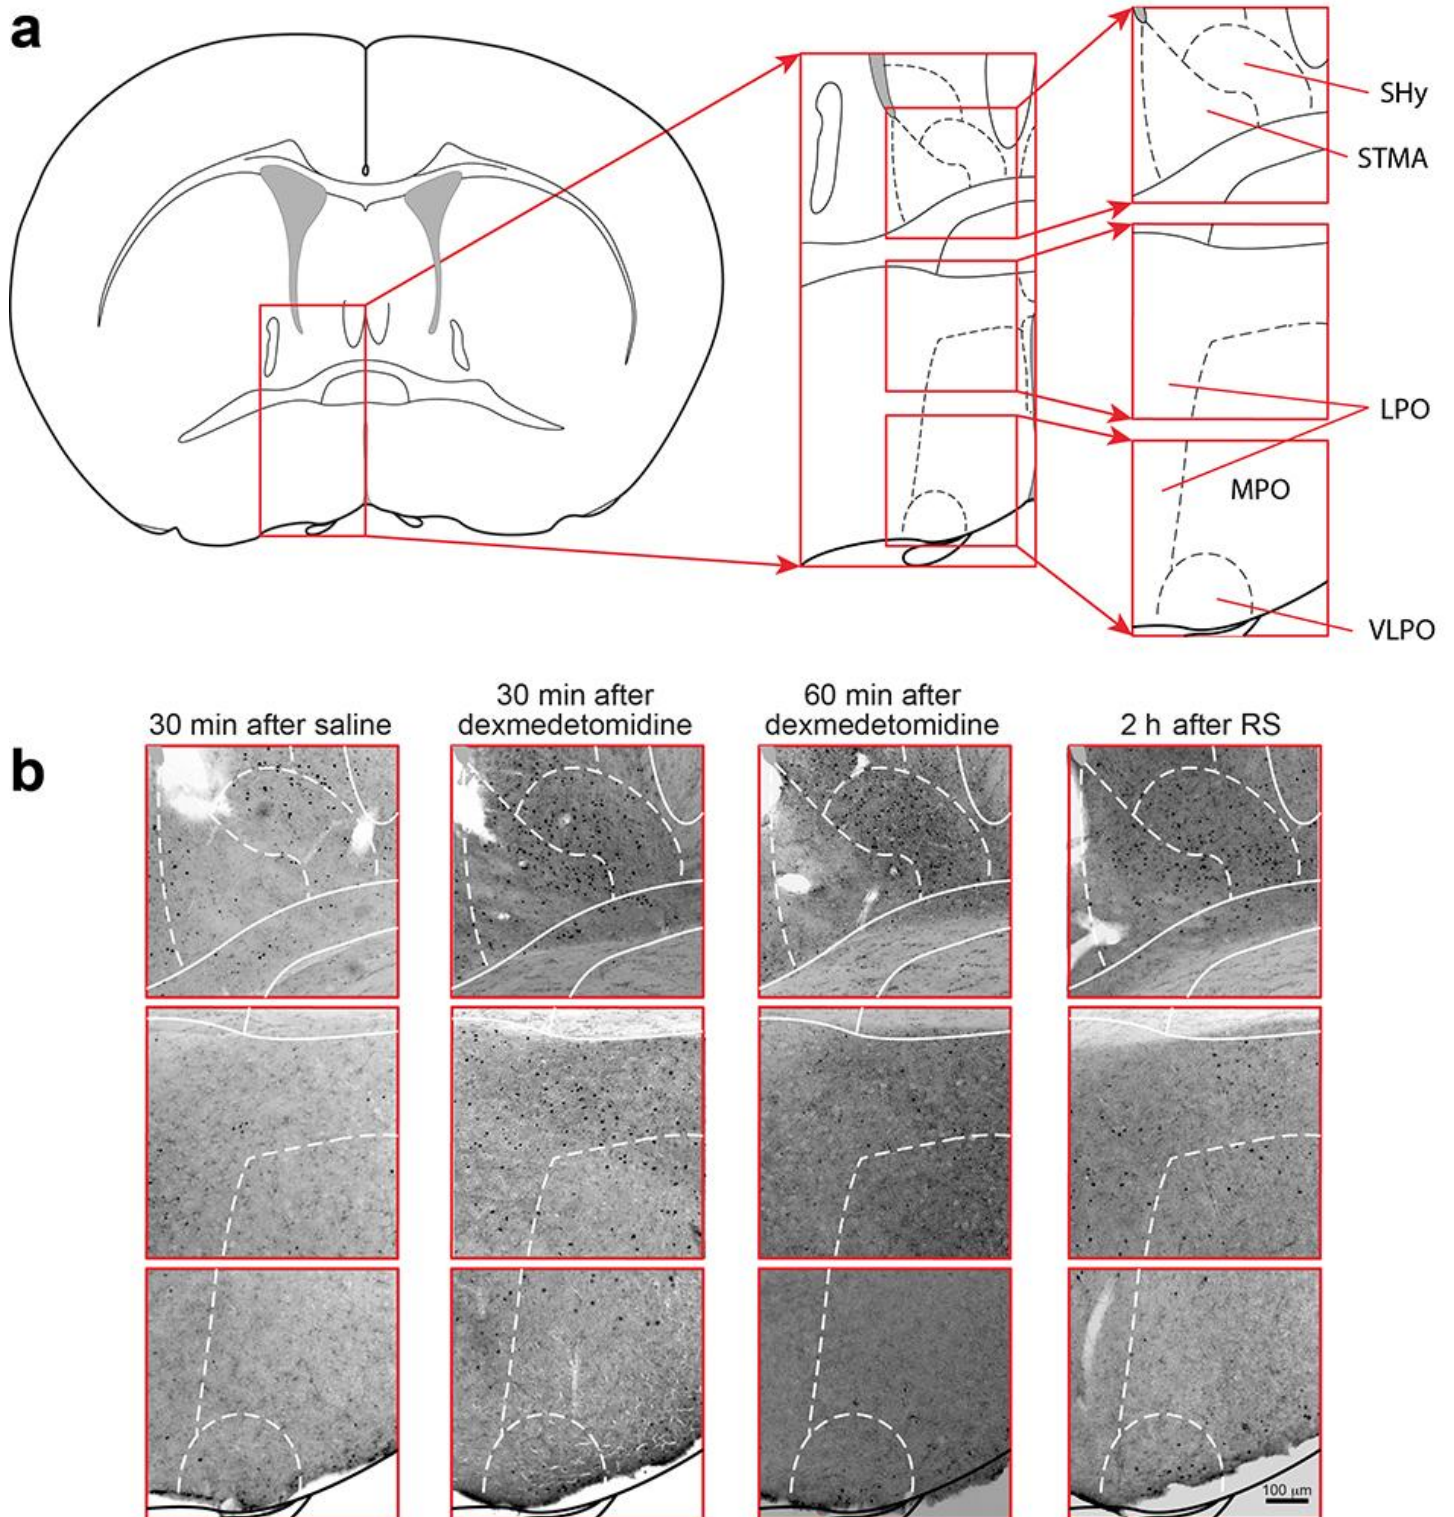 a
SHy
STMA
LPO
MPO
VLPO
b
30 min after saline
30 min after
dexmedetomidine
60 min after
dexmedetomidine
2 h after RS
100 µm